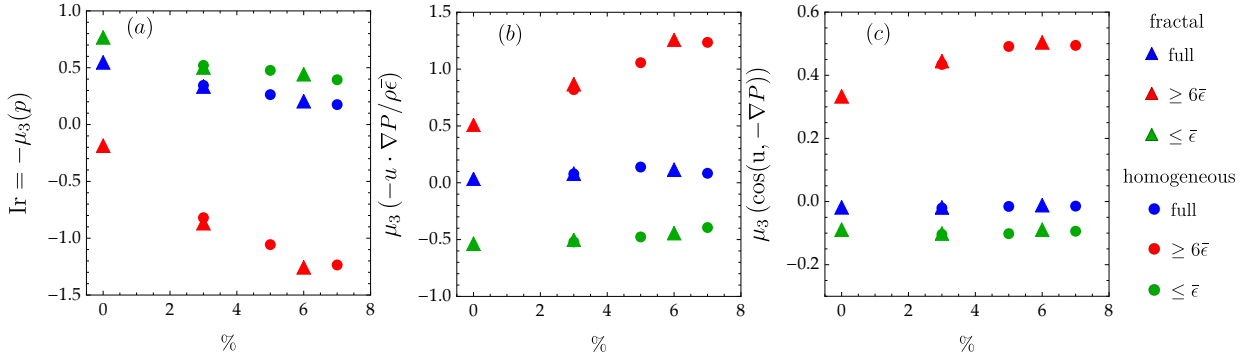 (a)
Ir = −μ₃(p)
1.0
0.5
0.0
−0.5
−1.0
−1.5
0 2 4 6 8
%
(b)
μ₃ (−u · ∇P/ρε̄)
1.5
1.0
0.5
0.0
−0.5
1.0
0 2 4 6 8
%
(c)
μ₃ (cos(u, −∇P))
0.6
0.4
0.2
0.0
−0.2
0 2 4 6 8
%
fractal
full
≥ 6ε̄
≤ ε̄
homogeneous
full
≥ 6ε̄
≤ ε̄